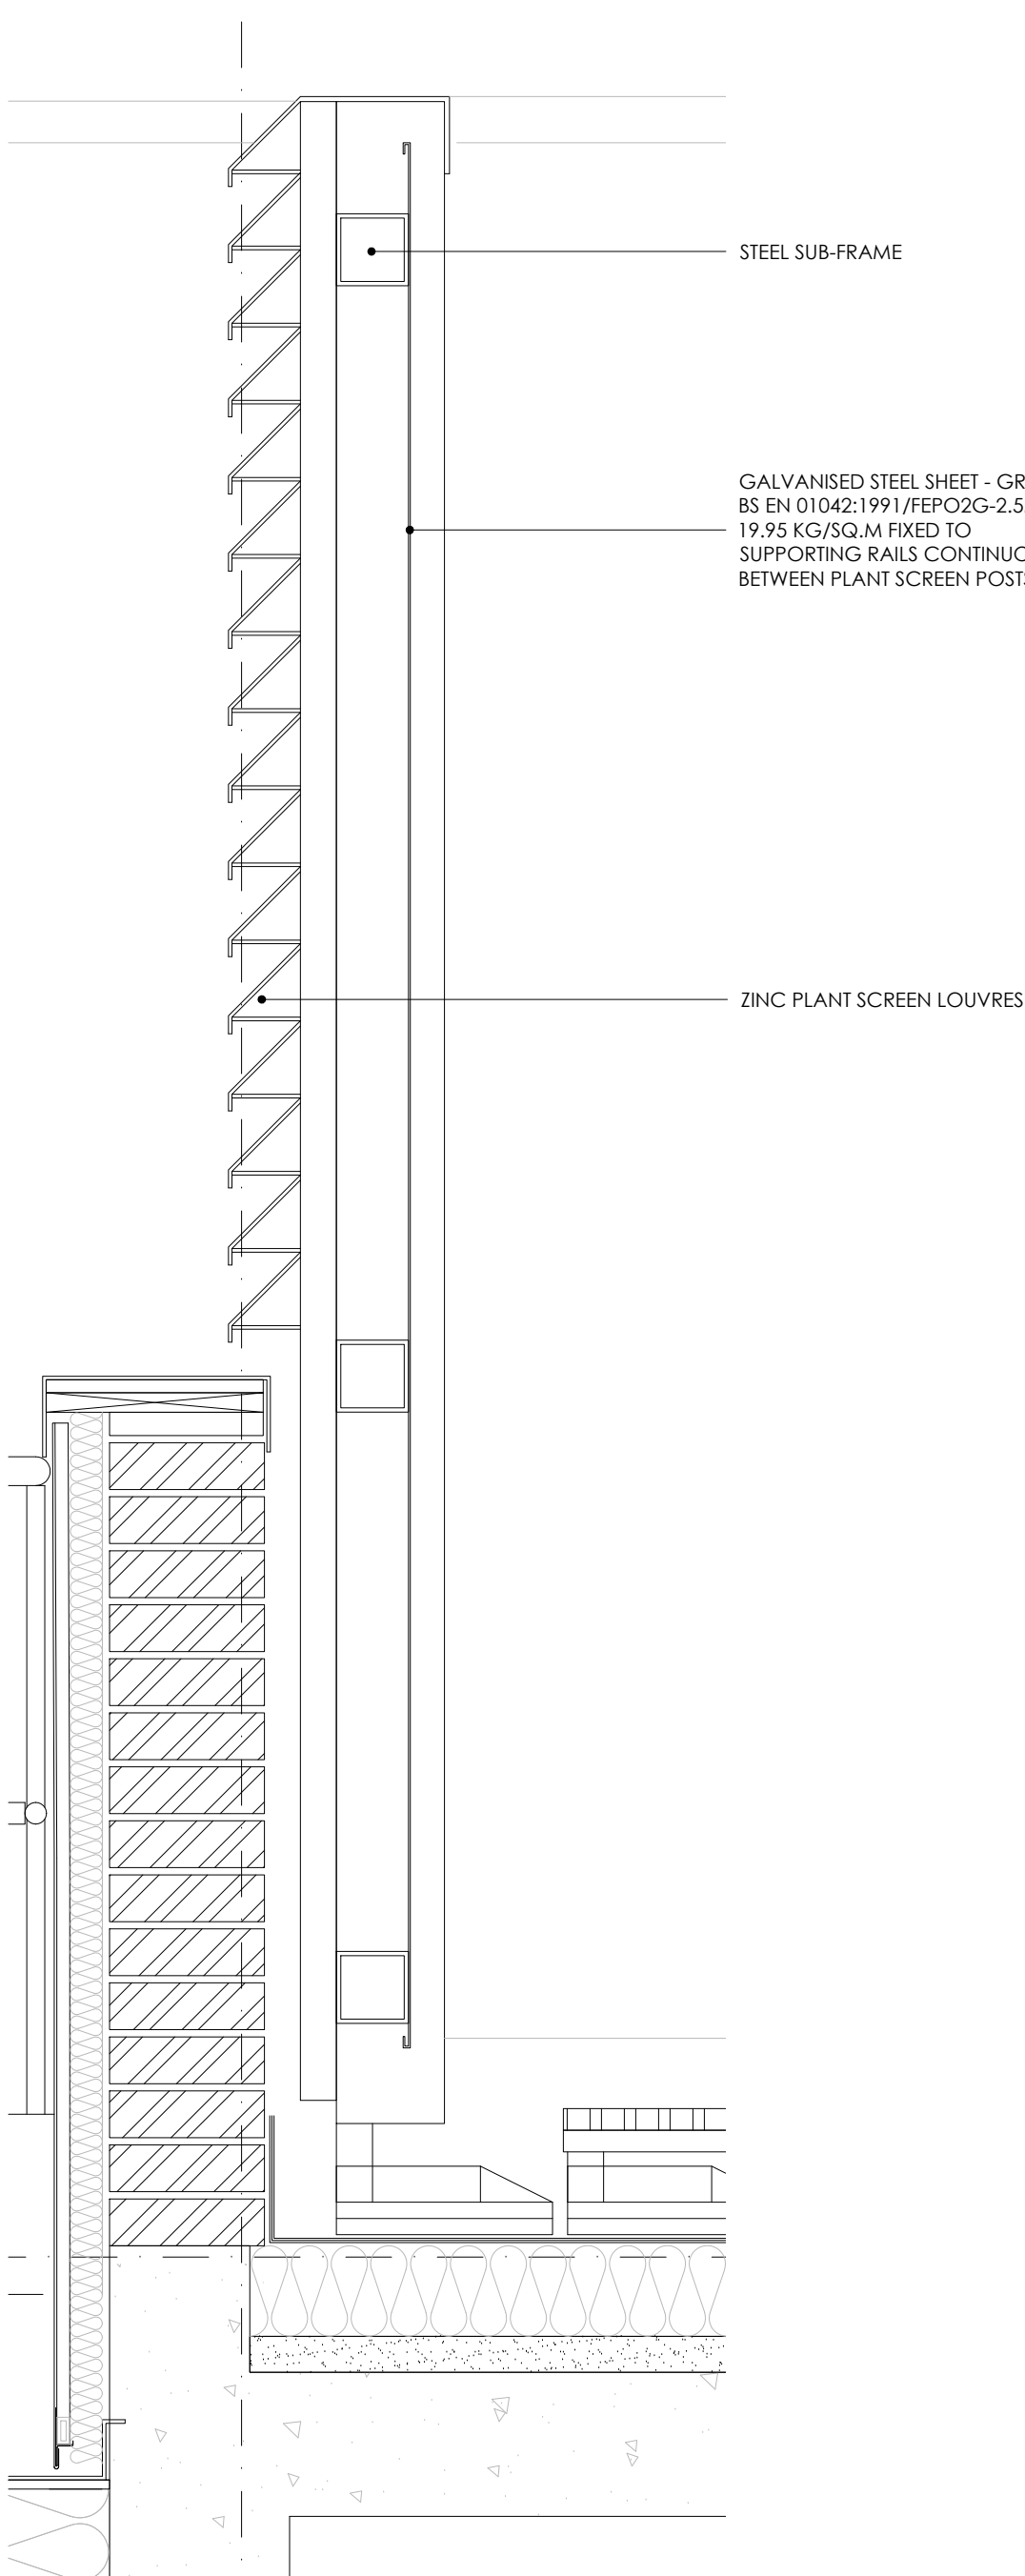 STEEL SUB-FRAME
GALVANISED STEEL SHEET - GR
BS EN 01042:1991/FEPO2G-2.5
19.95 KG/SQ.M FIXED TO
SUPPORTING RAILS
BETWEEN PLANT SCREEN POSTS
ZINC PLANT SCREEN LOUVRES